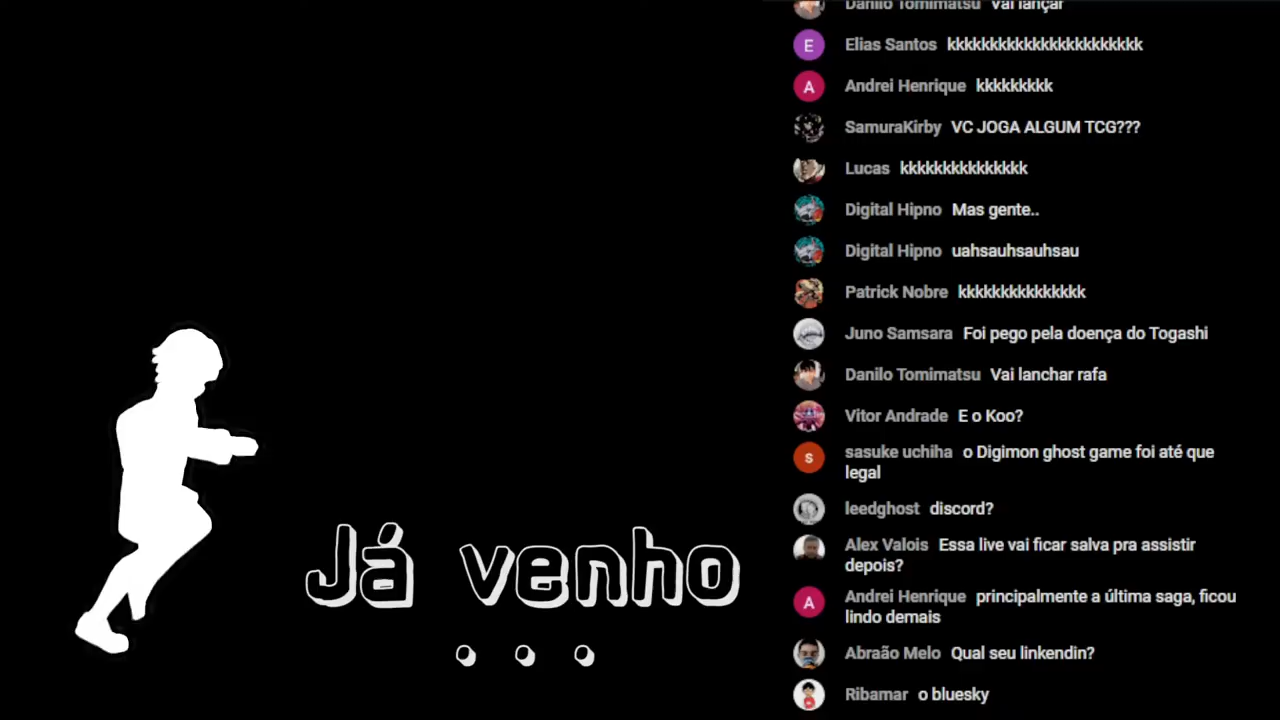 Danilo Tomimatsu Vai lançar
E Elias Santos kkkkkkkkkkkkkkkkkkkkkkk
A Andrei Henrique kkkkkkkkk
SamuraKirby VC JOGA ALGUM TCG???
Lucas kkkkkkkkkkkkkkk
Digital Hipno Mas gente..
Digital Hipno uahsauhsauhsau
Patrick Nobre kkkkkkkkkkkkkkk
Juno Samsara Foi pego pela doença do Togashi
Danilo Tomimatsu Vai lanchar rafa
Vitor Andrade E o Koo?
s sasuke uchiha o Digimon ghost game foi até que
legal
leedghost discord?
Alex Valois Essa live vai ficar salva pra assistir
depois?
A Andrei Henrique principalmente a última saga, ficou
lindo demais
Abraão Melo Qual seu linkendin?
Ribamar o bluesky
Já venho
...